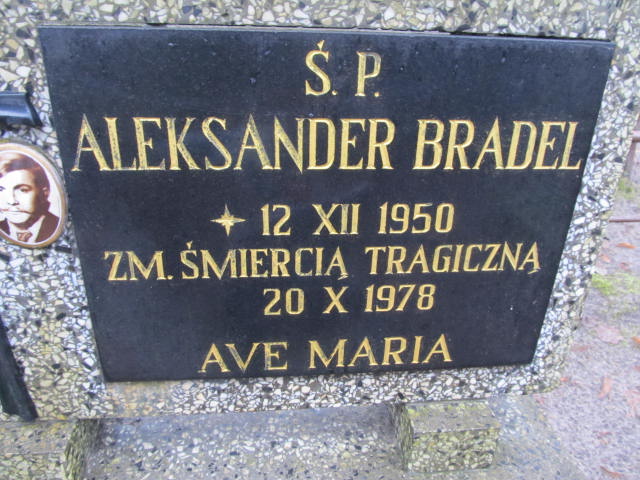 Ś. P.
ALEKSANDER BRADEL
12 XII 1950
ZM. ŚMIERCIĄ TRAGICZNĄ
20 X 1978
AVE MARIA